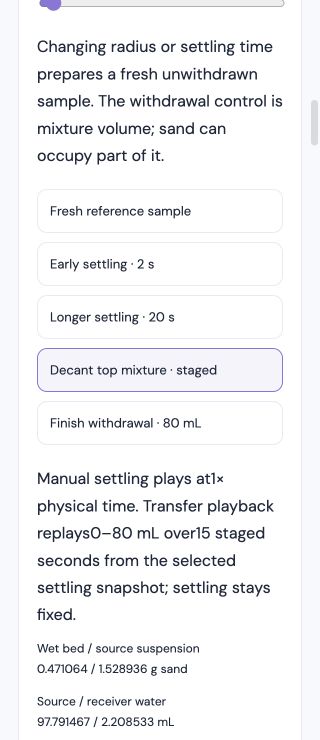 Changing radius or settling time
prepares a fresh unwithdrawn
sample. The withdrawal control is
mixture volume; sand can
occupy part of it.
Fresh reference sample
Early settling · 2 s
Longer settling · 20 s
Decant top mixture · staged
Finish withdrawal · 80 mL
Manual settling plays at1×
physical time. Transfer playback
replays0–80 mL over15 staged
seconds from the selected
settling snapshot; settling stays
fixed.
Wet bed / source suspension
0.471064 / 1.528936 g sand
Source / receiver water
97.791467 / 2.208533 mL